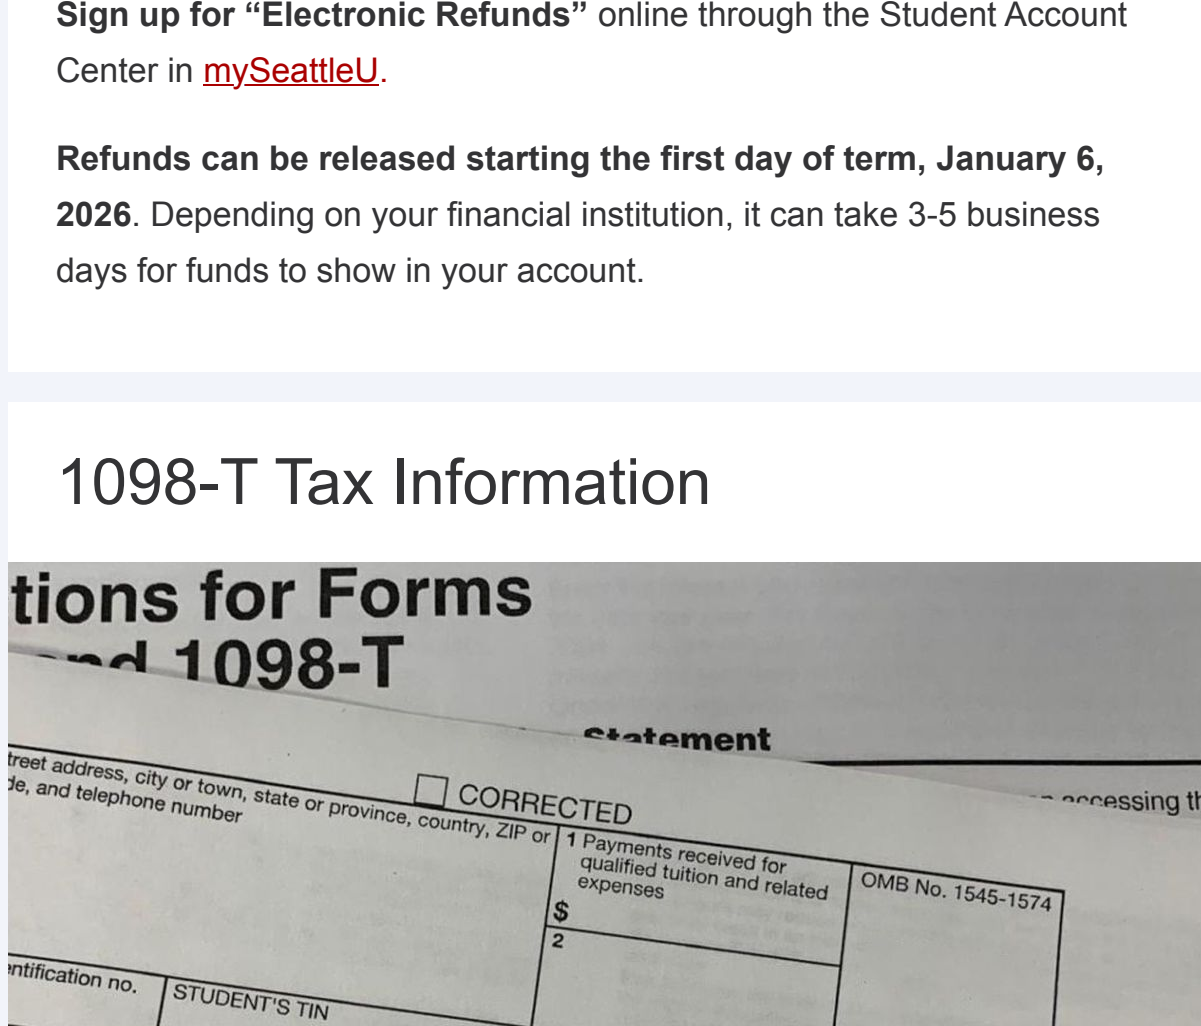 Sign up for “Electronic Refunds” online through the Student Account
Center in mySeattleU.
Refunds can be released starting the first day of term, January 6,
2026. Depending on your financial institution, it can take 3-5 business
days for funds to show in your account.
1098-T Tax Information
tions for Forms
and 1098-T
Statement
accessing th
CORRECTED
treet address, city or town, state or province, country, ZIP or
de, and telephone number
1 Payments received for
qualified tuition and related
expenses
$
2
OMB No. 1545-1574
entification no.
STUDENT'S TIN